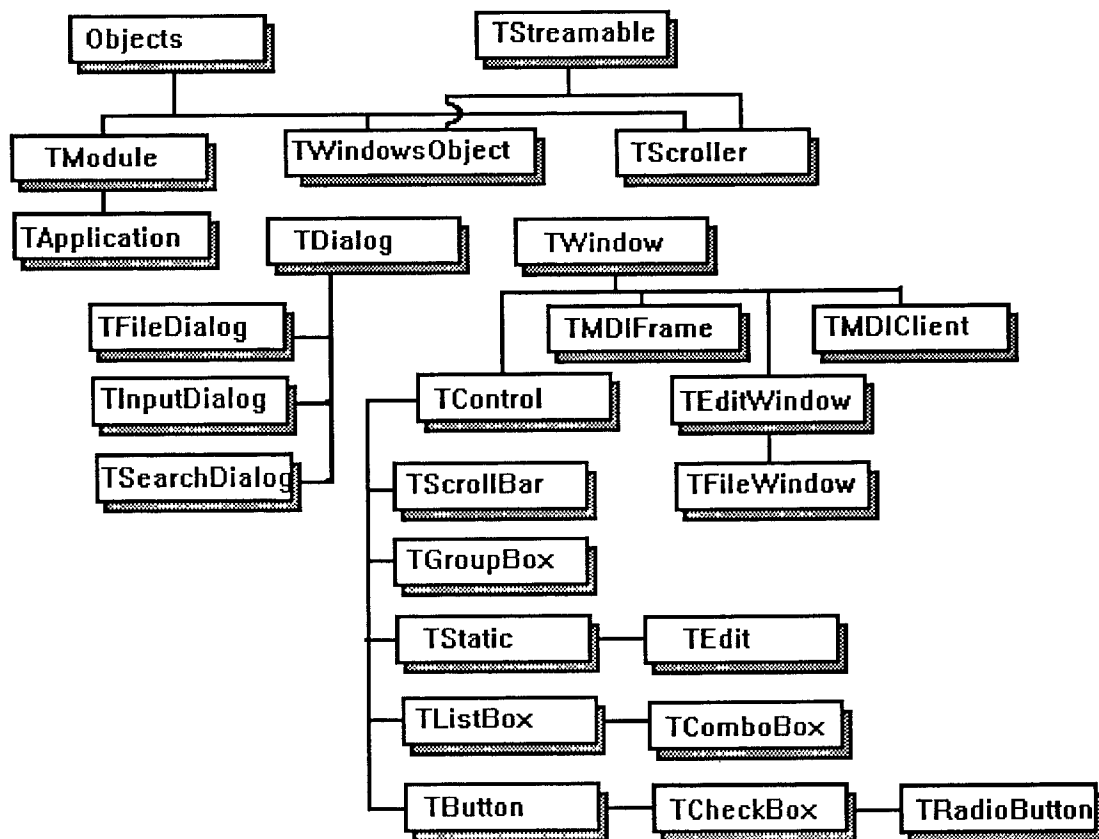 Objects
TStreamable
TModule
TWindowsObject
TScroller
TApplication
TDialog
TWindow
TFileDialog
TMDIFrame
TMDIClient
TInputDialog
TControl
TEditWindow
TSearchDialog
TScrollBar
TFileWindow
TGroupBox
TStatic
TEdit
TListBox
TComboBox
TButton
TCheckBox
TRadioButton